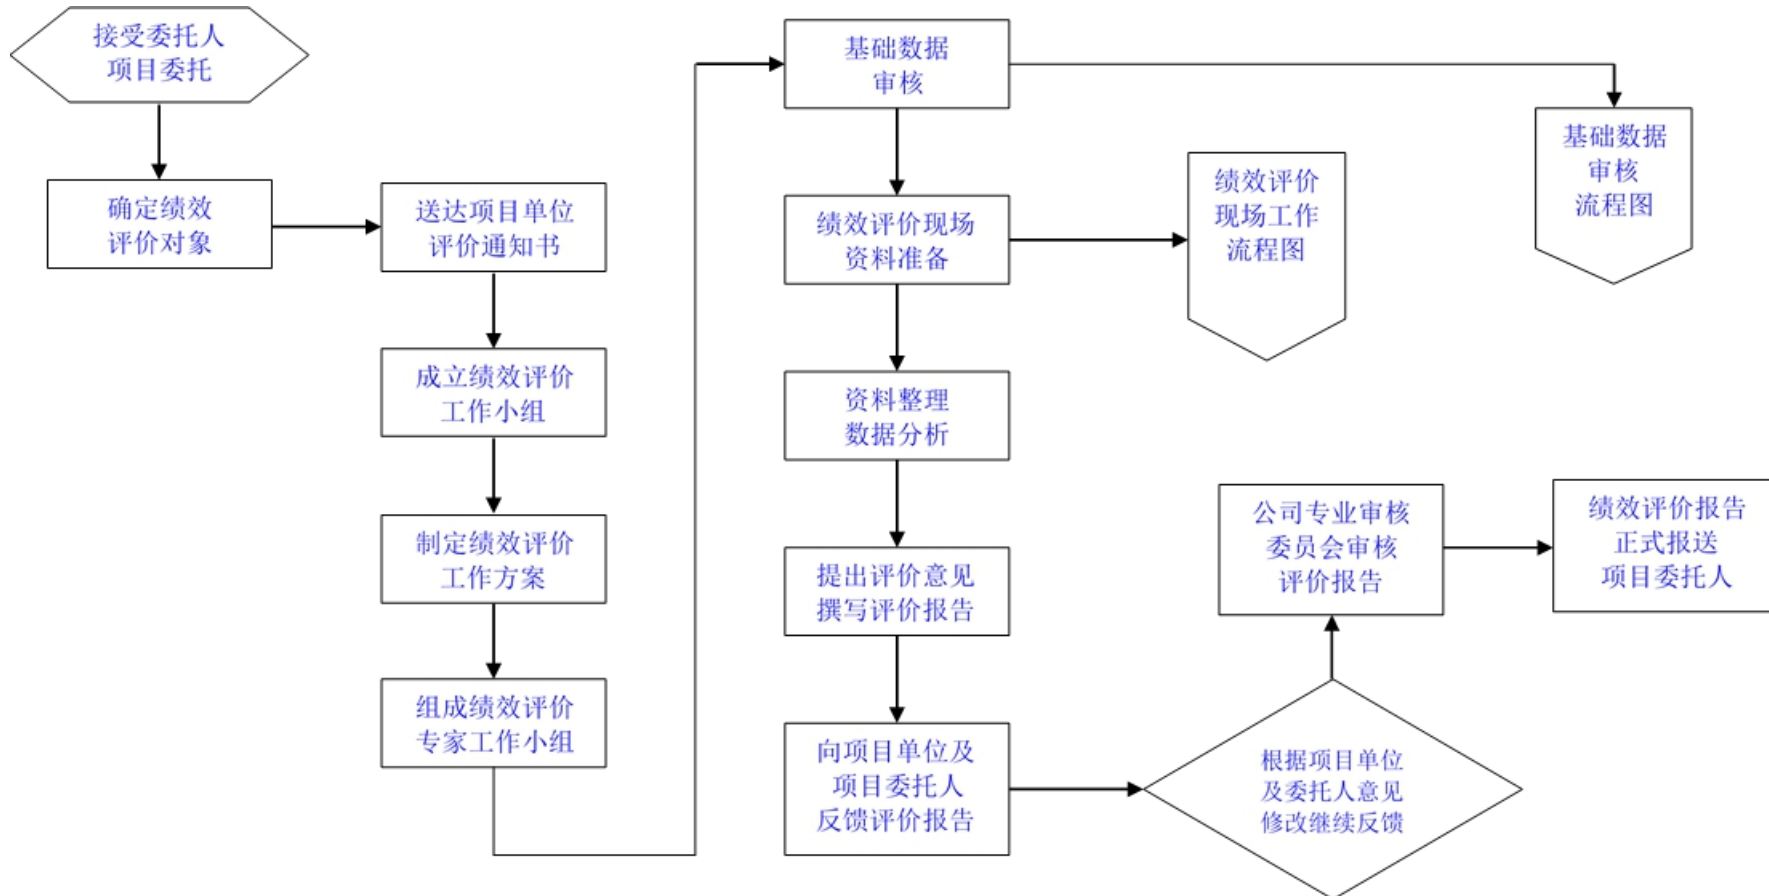 接受委托人
项目委托
确定绩效
评价对象
送达项目单位
评价通知书
成立绩效评价
工作小组
制定绩效评价
工作方案
组成绩效评价
专家工作小组
基础数据
审核
绩效评价现场
资料准备
资料整理
数据分析
提出评价意见
撰写评价报告
向项目单位及
项目委托人
反馈评价报告
绩效评价
现场工作
流程图
基础数据
审核
流程图
根据项目单位
及委托人意见
修改继续反馈
公司专业审核
委员会审核
评价报告
绩效评价报告
正式报送
项目委托人